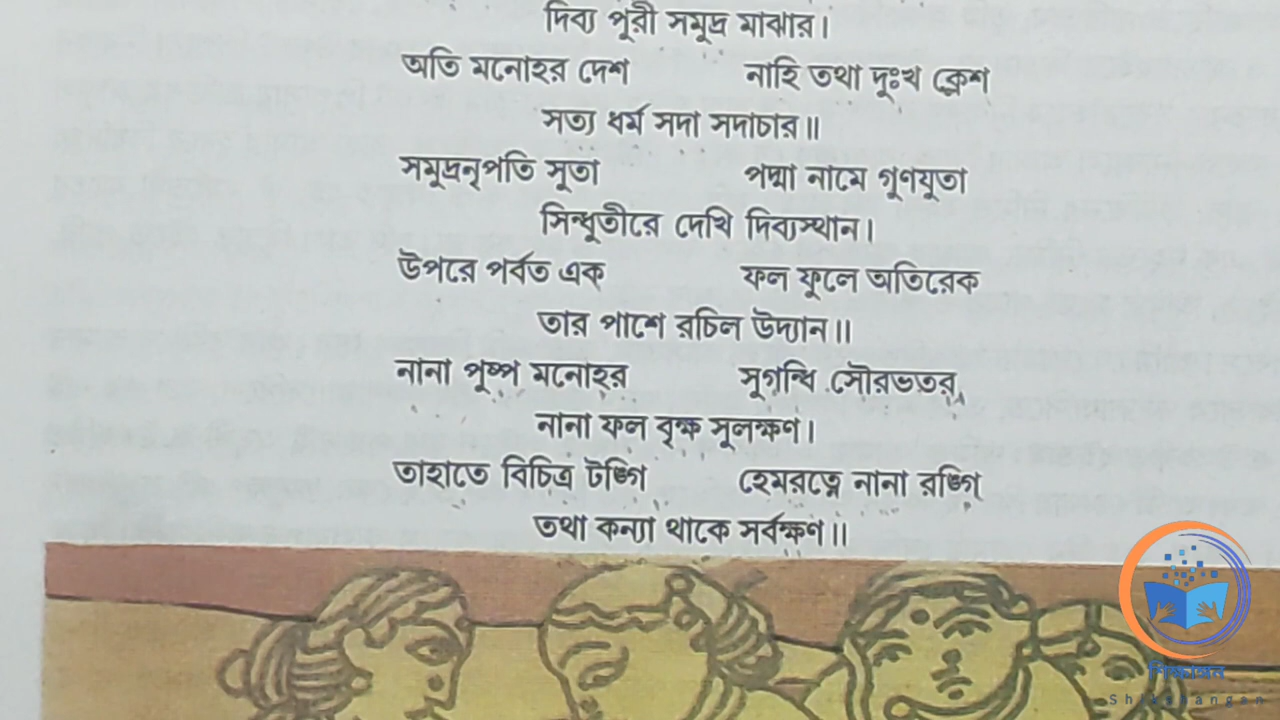 দিব্য পুরী সমুদ্র মাঝার।
অতি মনোহর দেশ নাহি তথা দুঃখ ক্লেশ
সত্য ধর্ম সদা সদাচার॥
সমুদ্রনৃপতি সুতা পদ্মা নামে গুণযুতা
সিন্ধুতীরে দেখি দিব্যস্থান।
উপরে পর্বত এক ফল ফুলে অতিরেক
তার পাশে রচিল উদ্যান॥
নানা পুষ্প মনোহর সুগন্ধি সৌরভতর
নানা ফল বৃক্ষ সুলক্ষণ।
তাহাতে বিচিত্র টঙ্গি হেমরত্নে নানা রঙ্গি
তথা কন্যা থাকে সর্বক্ষণ॥
শিক্ষাঙ্গন
Shikshangan